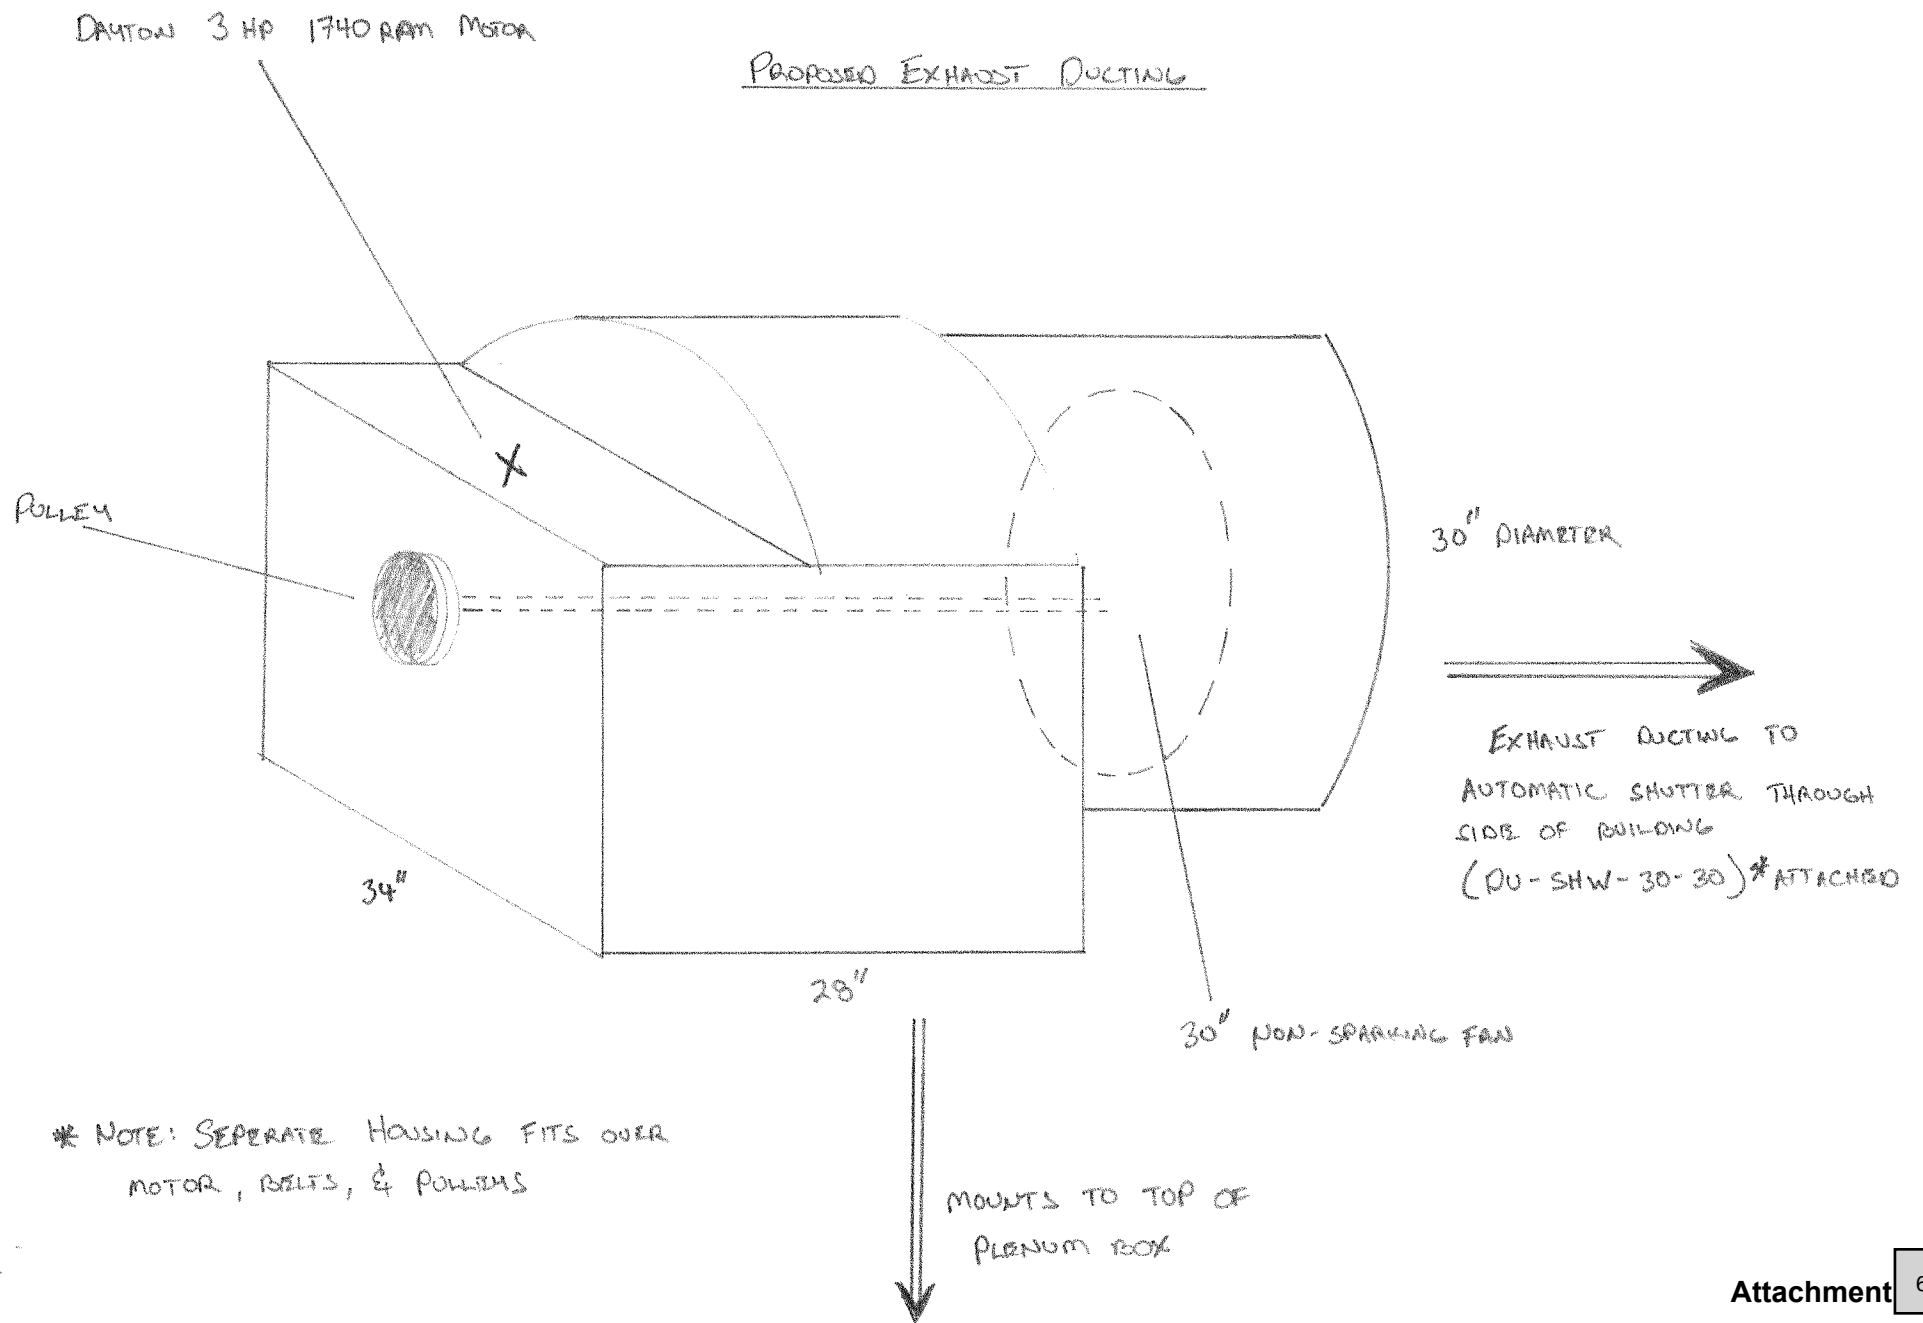 DAYTON 3 HP 1740 RPM MOTOR
PROPOSED EXHAUST DUCTING
PULLEY
30" DIAMETER
EXHAUST DUCTING TO
AUTOMATIC SHUTTER THROUGH
SIDE OF BUILDING
(DU-SHW-30-30)*ATTACHED
34"
28"
30" NON-SPARKING FAN
* NOTE: SEPERATE HOUSING FITS OVER
MOTOR, BELTS, & PULLEYS
MOUNTS TO TOP OF
PLENUM BOX
Attachment 6